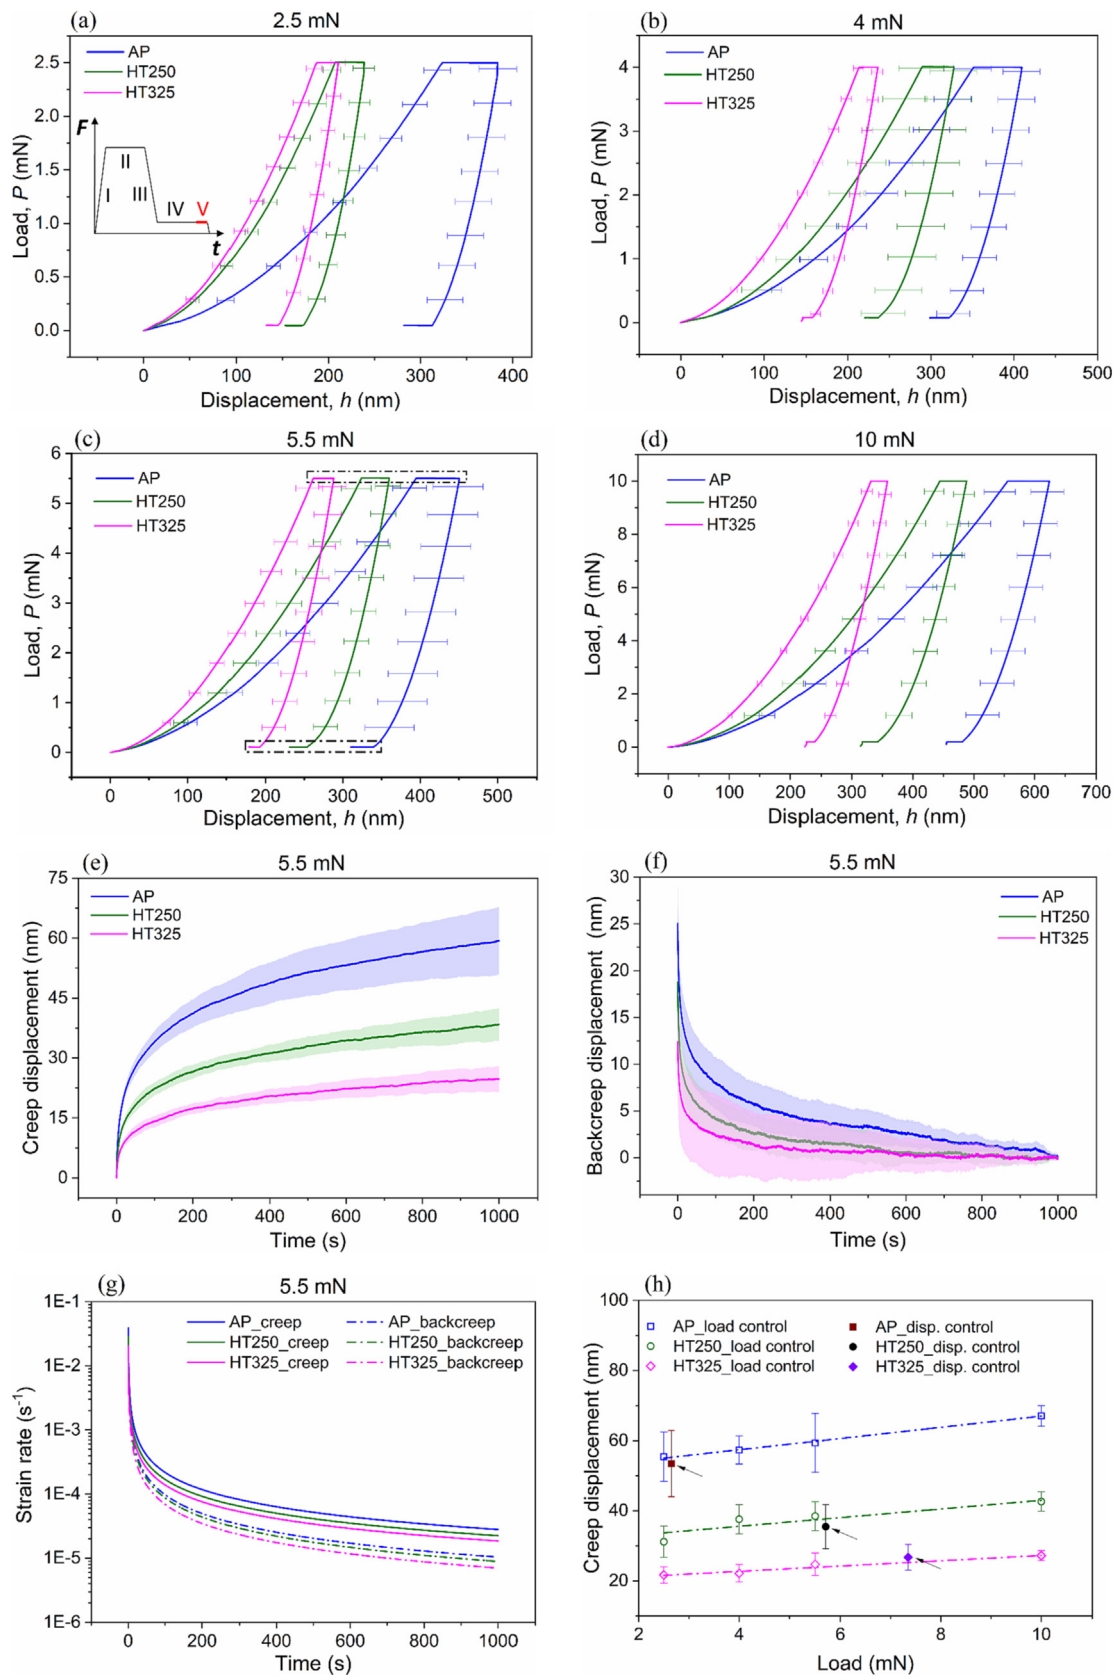 (a) 2.5 mN
AP
HT250
HT325
F
I
II
III
IV
V
t
2.5
2.0
1.5
1.0
0.5
0.0
Load, P (mN)
0 100 200 300 400
Displacement, h (nm)
(b) 4 mN
AP
HT250
HT325
4
3
2
1
0
Load, P (mN)
0 100 200 300 400 500
Displacement, h (nm)
(c) 5.5 mN
AP
HT250
HT325
6
5
4
3
2
1
0
Load, P (mN)
0 100 200 300 400 500
Displacement, h (nm)
(d) 10 mN
AP
HT250
HT325
10
8
6
4
2
0
Load, P (mN)
0 100 200 300 400 500 600 700
Displacement, h (nm)
(e) 5.5 mN
AP
HT250
HT325
75
60
45
30
15
0
Creep displacement (nm)
0 200 400 600 800 1000
Time (s)
(f) 5.5 mN
AP
HT250
HT325
30
25
20
15
10
5
0
Backcreep displacement (nm)
0 200 400 600 800 1000
Time (s)
(g) 5.5 mN
AP_creep AP_backcreep
HT250_creep HT250_backcreep
HT325_creep HT325_backcreep
1E-1
1E-2
1E-3
1E-4
1E-5
1E-6
Strain rate (s⁻¹)
0 200 400 600 800 1000
Time (s)
(h)
AP_load control AP_disp. control
HT250_load control HT250_disp. control
HT325_load control HT325_disp. control
100
80
60
40
20
Creep displacement (nm)
2 4 6 8 10
Load (mN)